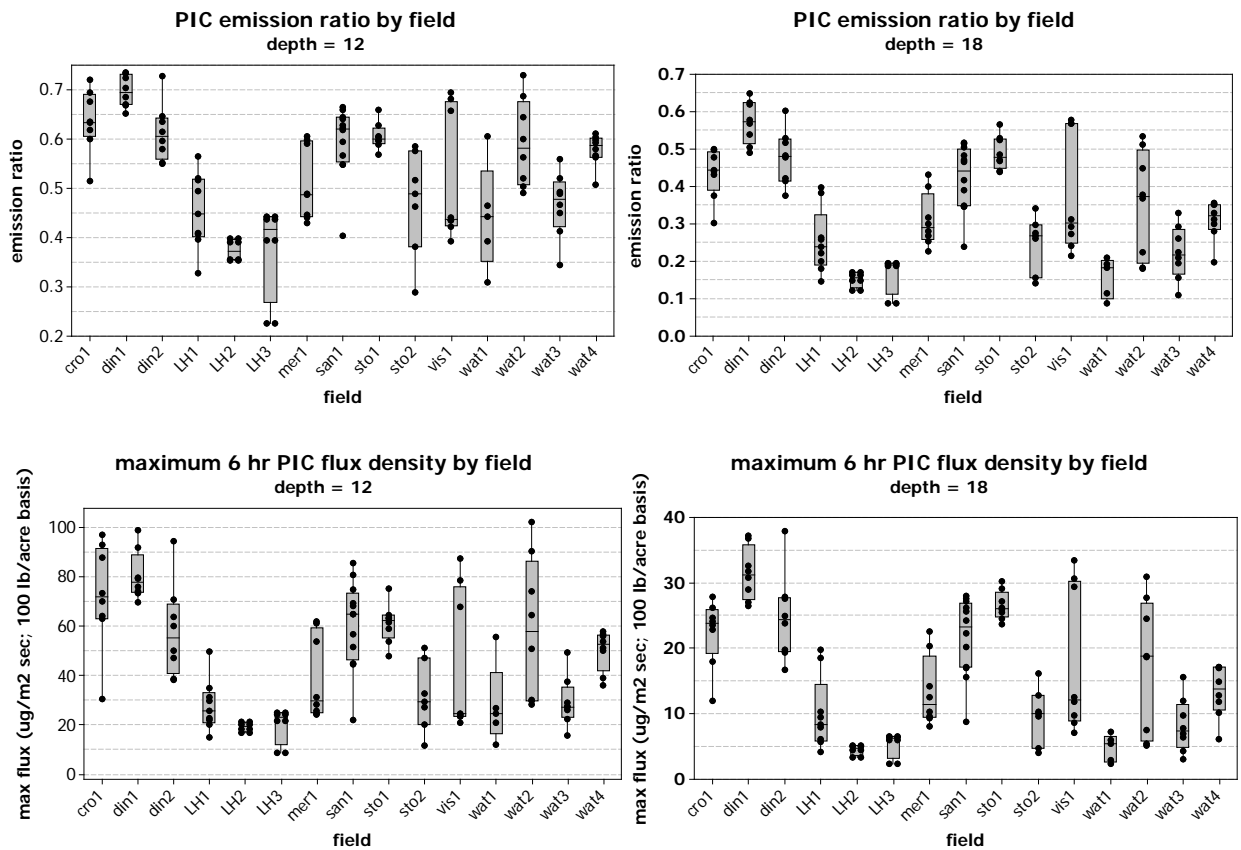 PIC emission ratio by field
depth = 12
emission ratio
0.7
0.6
0.5
0.4
0.3
0.2
cro1 din1 din2 LH1 LH2 LH3 mer1 san1 sto1 sto2 vis1 wat1 wat2 wat3 wat4
field
PIC emission ratio by field
depth = 18
emission ratio
0.7
0.6
0.5
0.4
0.3
0.2
0.1
0.0
cro1 din1 din2 LH1 LH2 LH3 mer1 san1 sto1 sto2 vis1 wat1 wat2 wat3 wat4
field
maximum 6 hr PIC flux density by field
depth = 12
max flux (ug/m2 sec; 100 lb/acre basis)
100
80
60
40
20
0
cro1 din1 din2 LH1 LH2 LH3 mer1 san1 sto1 sto2 vis1 wat1 wat2 wat3 wat4
field
maximum 6 hr PIC flux density by field
depth = 18
max flux (ug/m2 sec; 100 lb/acre basis)
40
30
20
10
0
cro1 din1 din2 LH1 LH2 LH3 mer1 san1 sto1 sto2 vis1 wat1 wat2 wat3 wat4
field